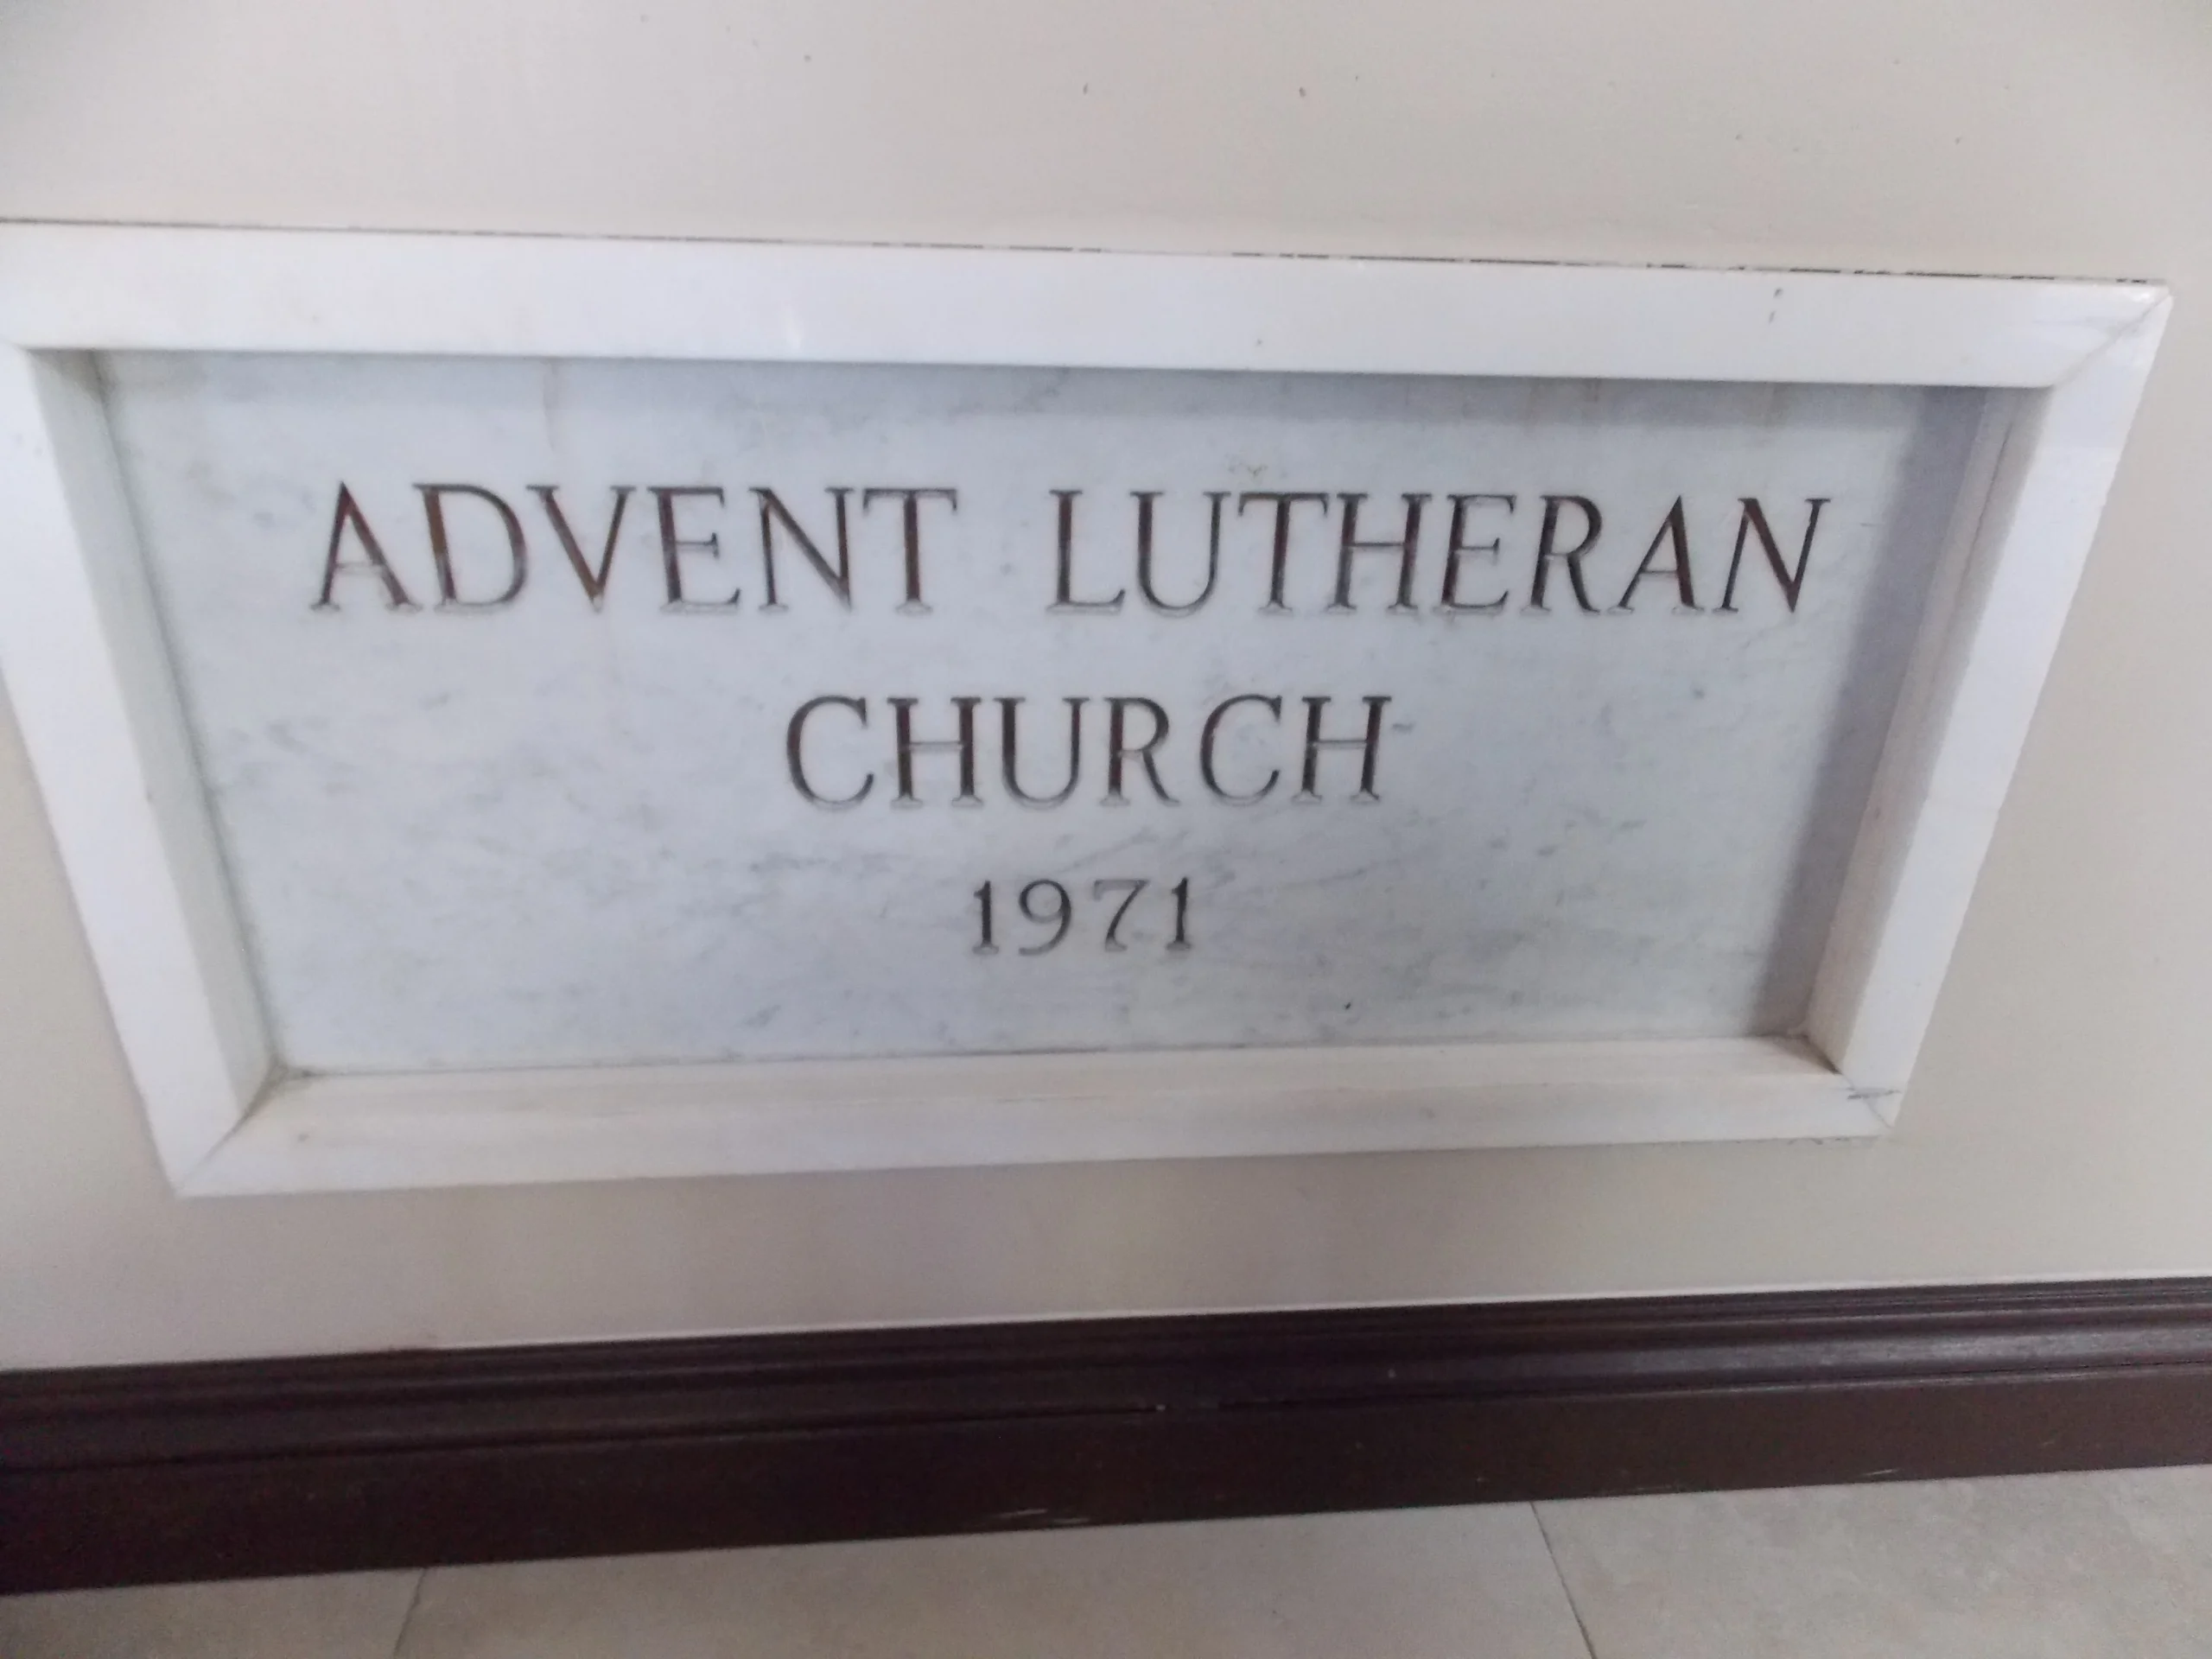 ADVENT LUTHERAN
CHURCH
1971